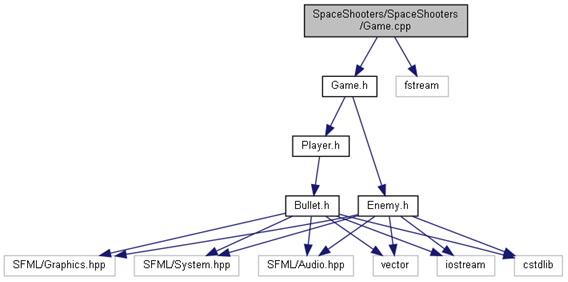 SpaceShooters/SpaceShooters
/Game.cpp
Game.h
fstream
Player.h
Bullet.h
Enemy.h
SFML/Graphics.hpp
SFML/System.hpp
SFML/Audio.hpp
vector
iostream
cstdlib